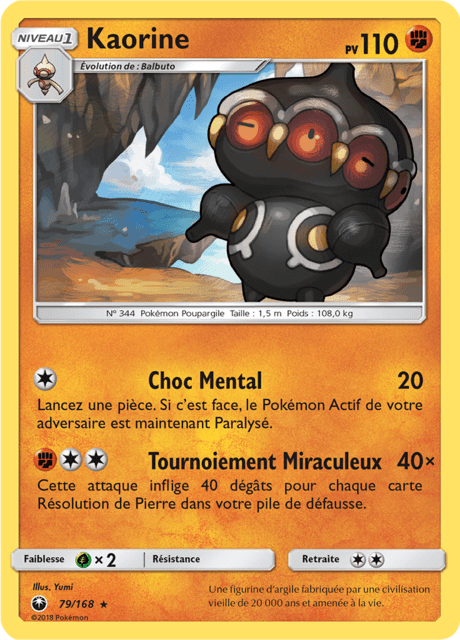 NIVEAU 1
Kaorine
PV 110
Évolution de : Balbuto
N° 344 Pokémon Poupargile Taille : 1,5 m Poids : 108,0 kg
Choc Mental 20
Lancez une pièce. Si c'est face, le Pokémon Actif de votre
adversaire est maintenant Paralysé.
Tournoiement Miraculeux 40×
Cette attaque inflige 40 dégâts pour chaque carte
Résolution de Pierre dans votre pile de défausse.
Faiblesse ×2 Résistance Retraite
Illus. Yumi
79/168 ★
©2018 Pokémon
Une figurine d'argile fabriquée par une civilisation
vieille de 20 000 ans et amenée à la vie.